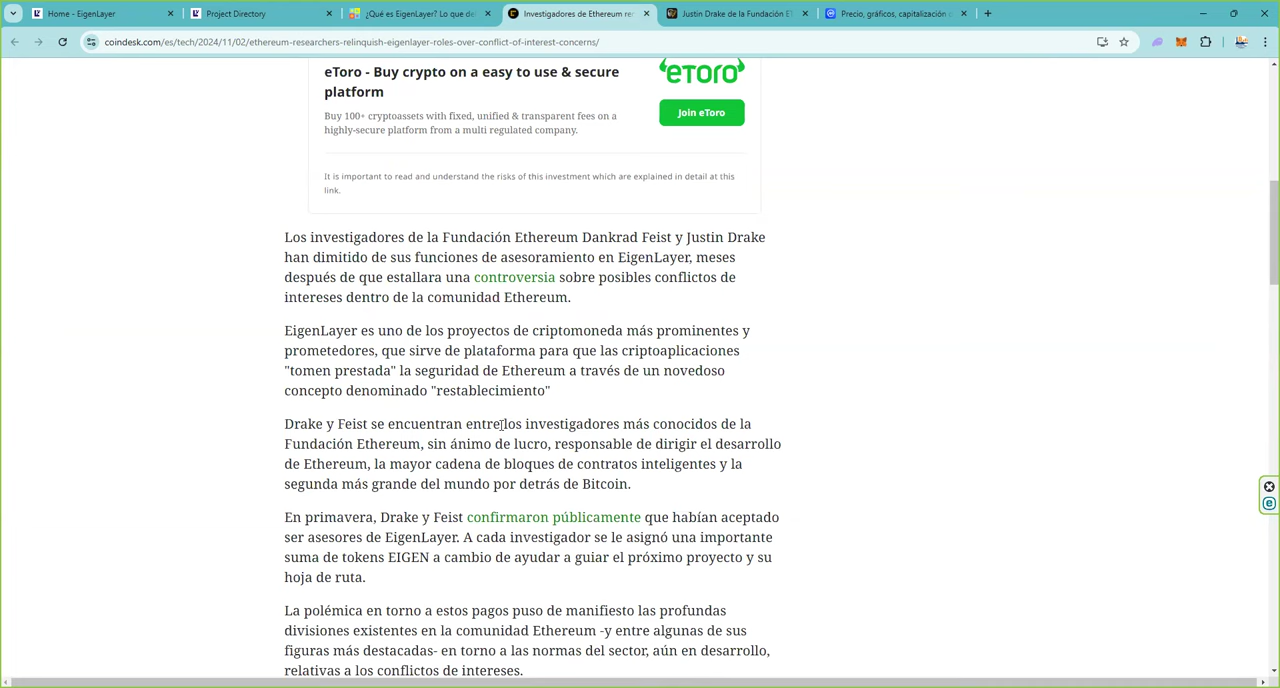 Home - EigenLayer
Project Directory
¿Qué es EigenLayer? Lo que de
Investigadores de Ethereum re
Justin Drake de la Fundación E
Precio, gráficos, capitalización o
coindesk.com/es/tech/2024/11/02/ethereum-researchers-relinquish-eigenlayer-roles-over-conflict-of-interest-concerns/
eToro - Buy crypto on a easy to use & secure
platform
Buy 100+ cryptoassets with fixed, unified & transparent fees on a
highly-secure platform from a multi regulated company.
eToro
Join eToro
It is important to read and understand the risks of this investment which are explained in detail at this
link.
Los investigadores de la Fundación Ethereum Dankrad Feist y Justin Drake
han dimitido de sus funciones de asesoramiento en EigenLayer, meses
después de que estallara una controversia sobre posibles conflictos de
intereses dentro de la comunidad Ethereum.
EigenLayer es uno de los proyectos de criptomoneda más prominentes y
prometedores, que sirve de plataforma para que las criptoaplicaciones
"tomen prestada" la seguridad de Ethereum a través de un novedoso
concepto denominado "restablecimiento"
Drake y Feist se encuentran entre los investigadores más conocidos de la
Fundación Ethereum, sin ánimo de lucro, responsable de dirigir el desarrollo
de Ethereum, la mayor cadena de bloques de contratos inteligentes y la
segunda más grande del mundo por detrás de Bitcoin.
En primavera, Drake y Feist confirmaron públicamente que habían aceptado
ser asesores de EigenLayer. A cada investigador se le asignó una importante
suma de tokens EIGEN a cambio de ayudar a guiar el próximo proyecto y su
hoja de ruta.
La polémica en torno a estos pagos puso de manifiesto las profundas
divisiones existentes en la comunidad Ethereum -y entre algunas de sus
figuras más destacadas- en torno a las normas del sector, aún en desarrollo,
relativas a los conflictos de intereses.